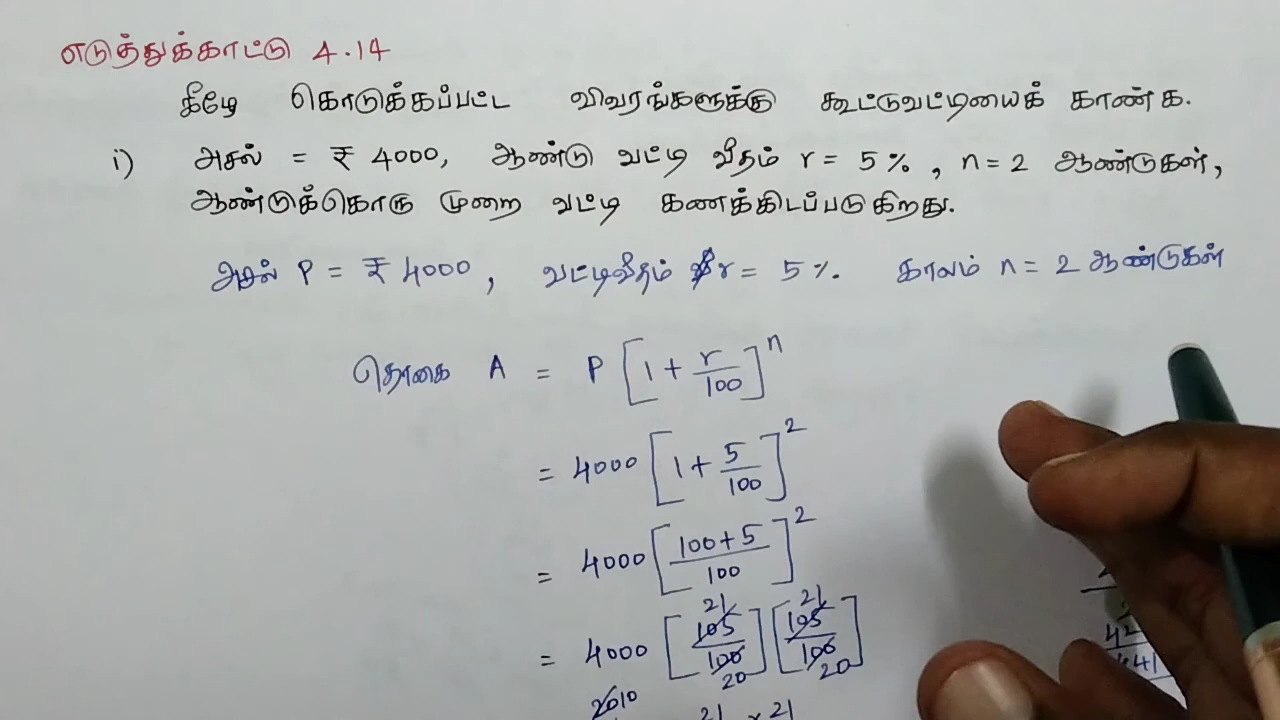 எடுத்துக்காட்டு 4.14
கீழே கொடுக்கப்பட்ட விவரங்களுக்கு கூட்டுவட்டியைக் காண்க.
i) அசல் = ₹ 4000, ஆண்டு வட்டி வீதம் r = 5%, n = 2 ஆண்டுகள்,
ஆண்டுக்கொரு முறை வட்டி கணக்கிடப்படுகிறது.
அசல் P = ₹ 4000, வட்டிவீதம் r = 5%. காலம் n = 2 ஆண்டுகள்
தொகை A = P [1 + r/100]^n
= 4000 [1 + 5/100]^2
= 4000 [100+5/100]^2
= 4000 [105/100] [105/100]
21 21
20 20
2010
21 x 21